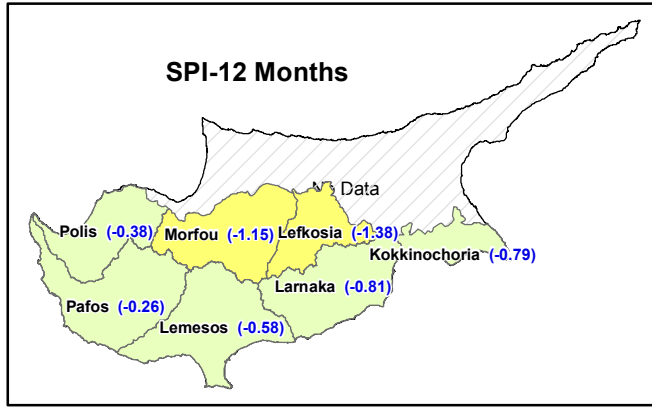 SPI-12 Months
No Data
Polis (-0.38)
Morfou (-1.15)
Lefkosia (-1.38)
Kokkinochoria (-0.79)
Larnaka (-0.81)
Pafos (-0.26)
Lemesos (-0.58)